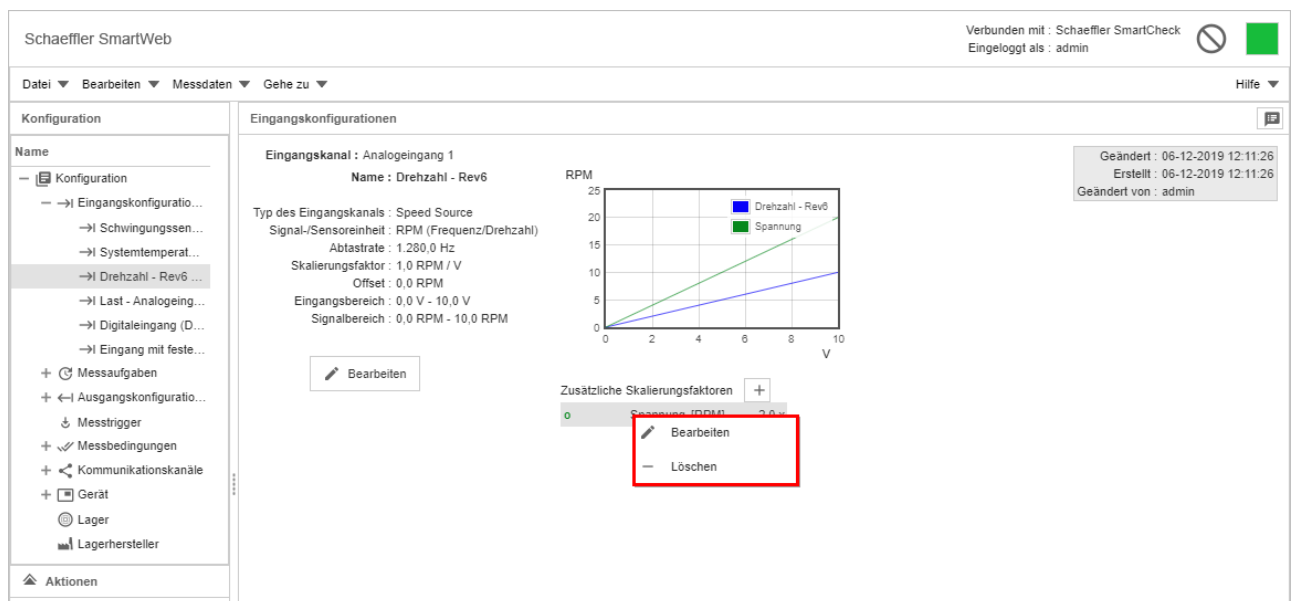 Schaeffler SmartWeb
Verbunden mit : Schaeffler SmartCheck
Eingeloggt als : admin
Datei Bearbeiten Messdaten Gehe zu Hilfe
Konfiguration
Eingangskonfigurationen
Name
Konfiguration
Eingangskonfiguratio...
Schwingungssen...
Systemtemperat...
Drehzahl - Rev6 ...
Last - Analogeing...
Digitaleingang (D...
Eingang mit feste...
Messaufgaben
Ausgangskonfiguratio...
Messtrigger
Messbedingungen
Kommunikationskanäle
Gerät
Lager
Lagerhersteller
Aktionen
Eingangskanal : Analogeingang 1
Name : Drehzahl - Rev6
Typ des Eingangskanals : Speed Source
Signal-/Sensoreinheit : RPM (Frequenz/Drehzahl)
Abtastrate : 1.280,0 Hz
Skalierungsfaktor : 1,0 RPM / V
Offset : 0,0 RPM
Eingangsbereich : 0,0 V - 10,0 V
Signalbereich : 0,0 RPM - 10,0 RPM
Bearbeiten
RPM
25
20
15
10
5
0
0 2 4 6 8 10
V
Drehzahl - Rev6
Spannung
Zusätzliche Skalierungsfaktoren +
o Spannung [RPM]
Bearbeiten
Löschen
Geändert : 06-12-2019 12:11:26
Erstellt : 06-12-2019 12:11:26
Geändert von : admin